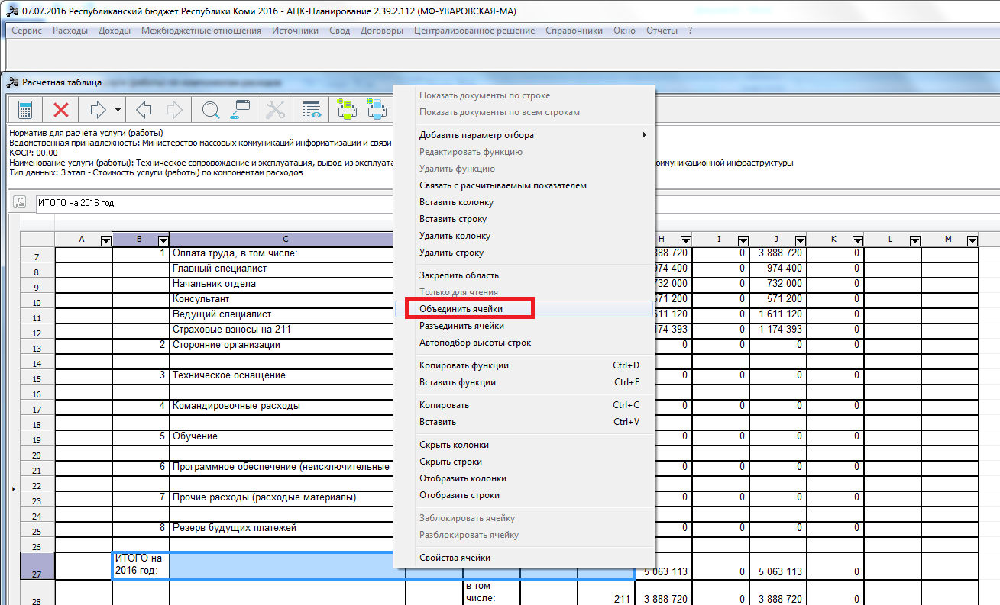 07.07.2016 Республиканский бюджет Республики Коми 2016 - АЦК-Планирование 2.39.2.112 (МФ-УВАРОВСКАЯ-МА)
Сервис Расходы Доходы Межбюджетные отношения Источники Свод Договоры Централизованное решение Справочники Окно Отчеты ?
Расчетная таблица
Норматив для расчета услуги (работы)
Ведомственная принадлежность: Министерство массовых коммуникаций информатизации и связи
КФСР: 00.00
Наименование услуги (работы): Техническое сопровождение и эксплуатация, вывод из эксплуата
оммуникационной инфраструктуры
Тип данных: 3 этап - Стоимость услуги (работы) по компонентам расходов
ИТОГО на 2016 год:
Показать документы по строке
Показать документы по всем строкам
Добавить параметр отбора
Редактировать функцию
Удалить функцию
Связать с расчитываемым показателем
Вставить колонку
Вставить строку
Удалить колонку
Удалить строку
Закрепить область
Только для чтения
Объединить ячейки
Разъединить ячейки
Автоподбор высоты строк
Копировать функции Ctrl+D
Вставить функции Ctrl+F
Копировать Ctrl+C
Вставить Ctrl+V
Скрыть колонки
Скрыть строки
Отобразить колонки
Отобразить строки
Заблокировать ячейку
Разблокировать ячейку
Свойства ячейки
A B C H I J K L M
7 1 Оплата труда, в том числе: 888 720 0 3 888 720 0
8 Главный специалист 974 400 0 974 400 0
9 Начальник отдела 732 000 0 732 000 0
10 Консультант 571 200 0 571 200 0
11 Ведущий специалист 611 120 0 1 611 120 0
12 Страховые взносы на 211 174 393 0 1 174 393 0
13 2 Сторонние организации 0 0 0 0
14
15 3 Техническое оснащение 0 0 0 0
16
17 4 Командировочные расходы 0 0 0 0
18
19 5 Обучение 0 0 0 0
20
21 6 Программное обеспечение (неисключительные 0 0 0 0
22
23 7 Прочие расходы (расходые материалы) 0 0 0 0
24
25 8 Резерв будущих платежей 0 0 0 0
26
ИТОГО на
27 2016 год: 5 063 113 0 5 063 113 0
в том
28 числе: 211 3 888 720 0 3 888 720 0